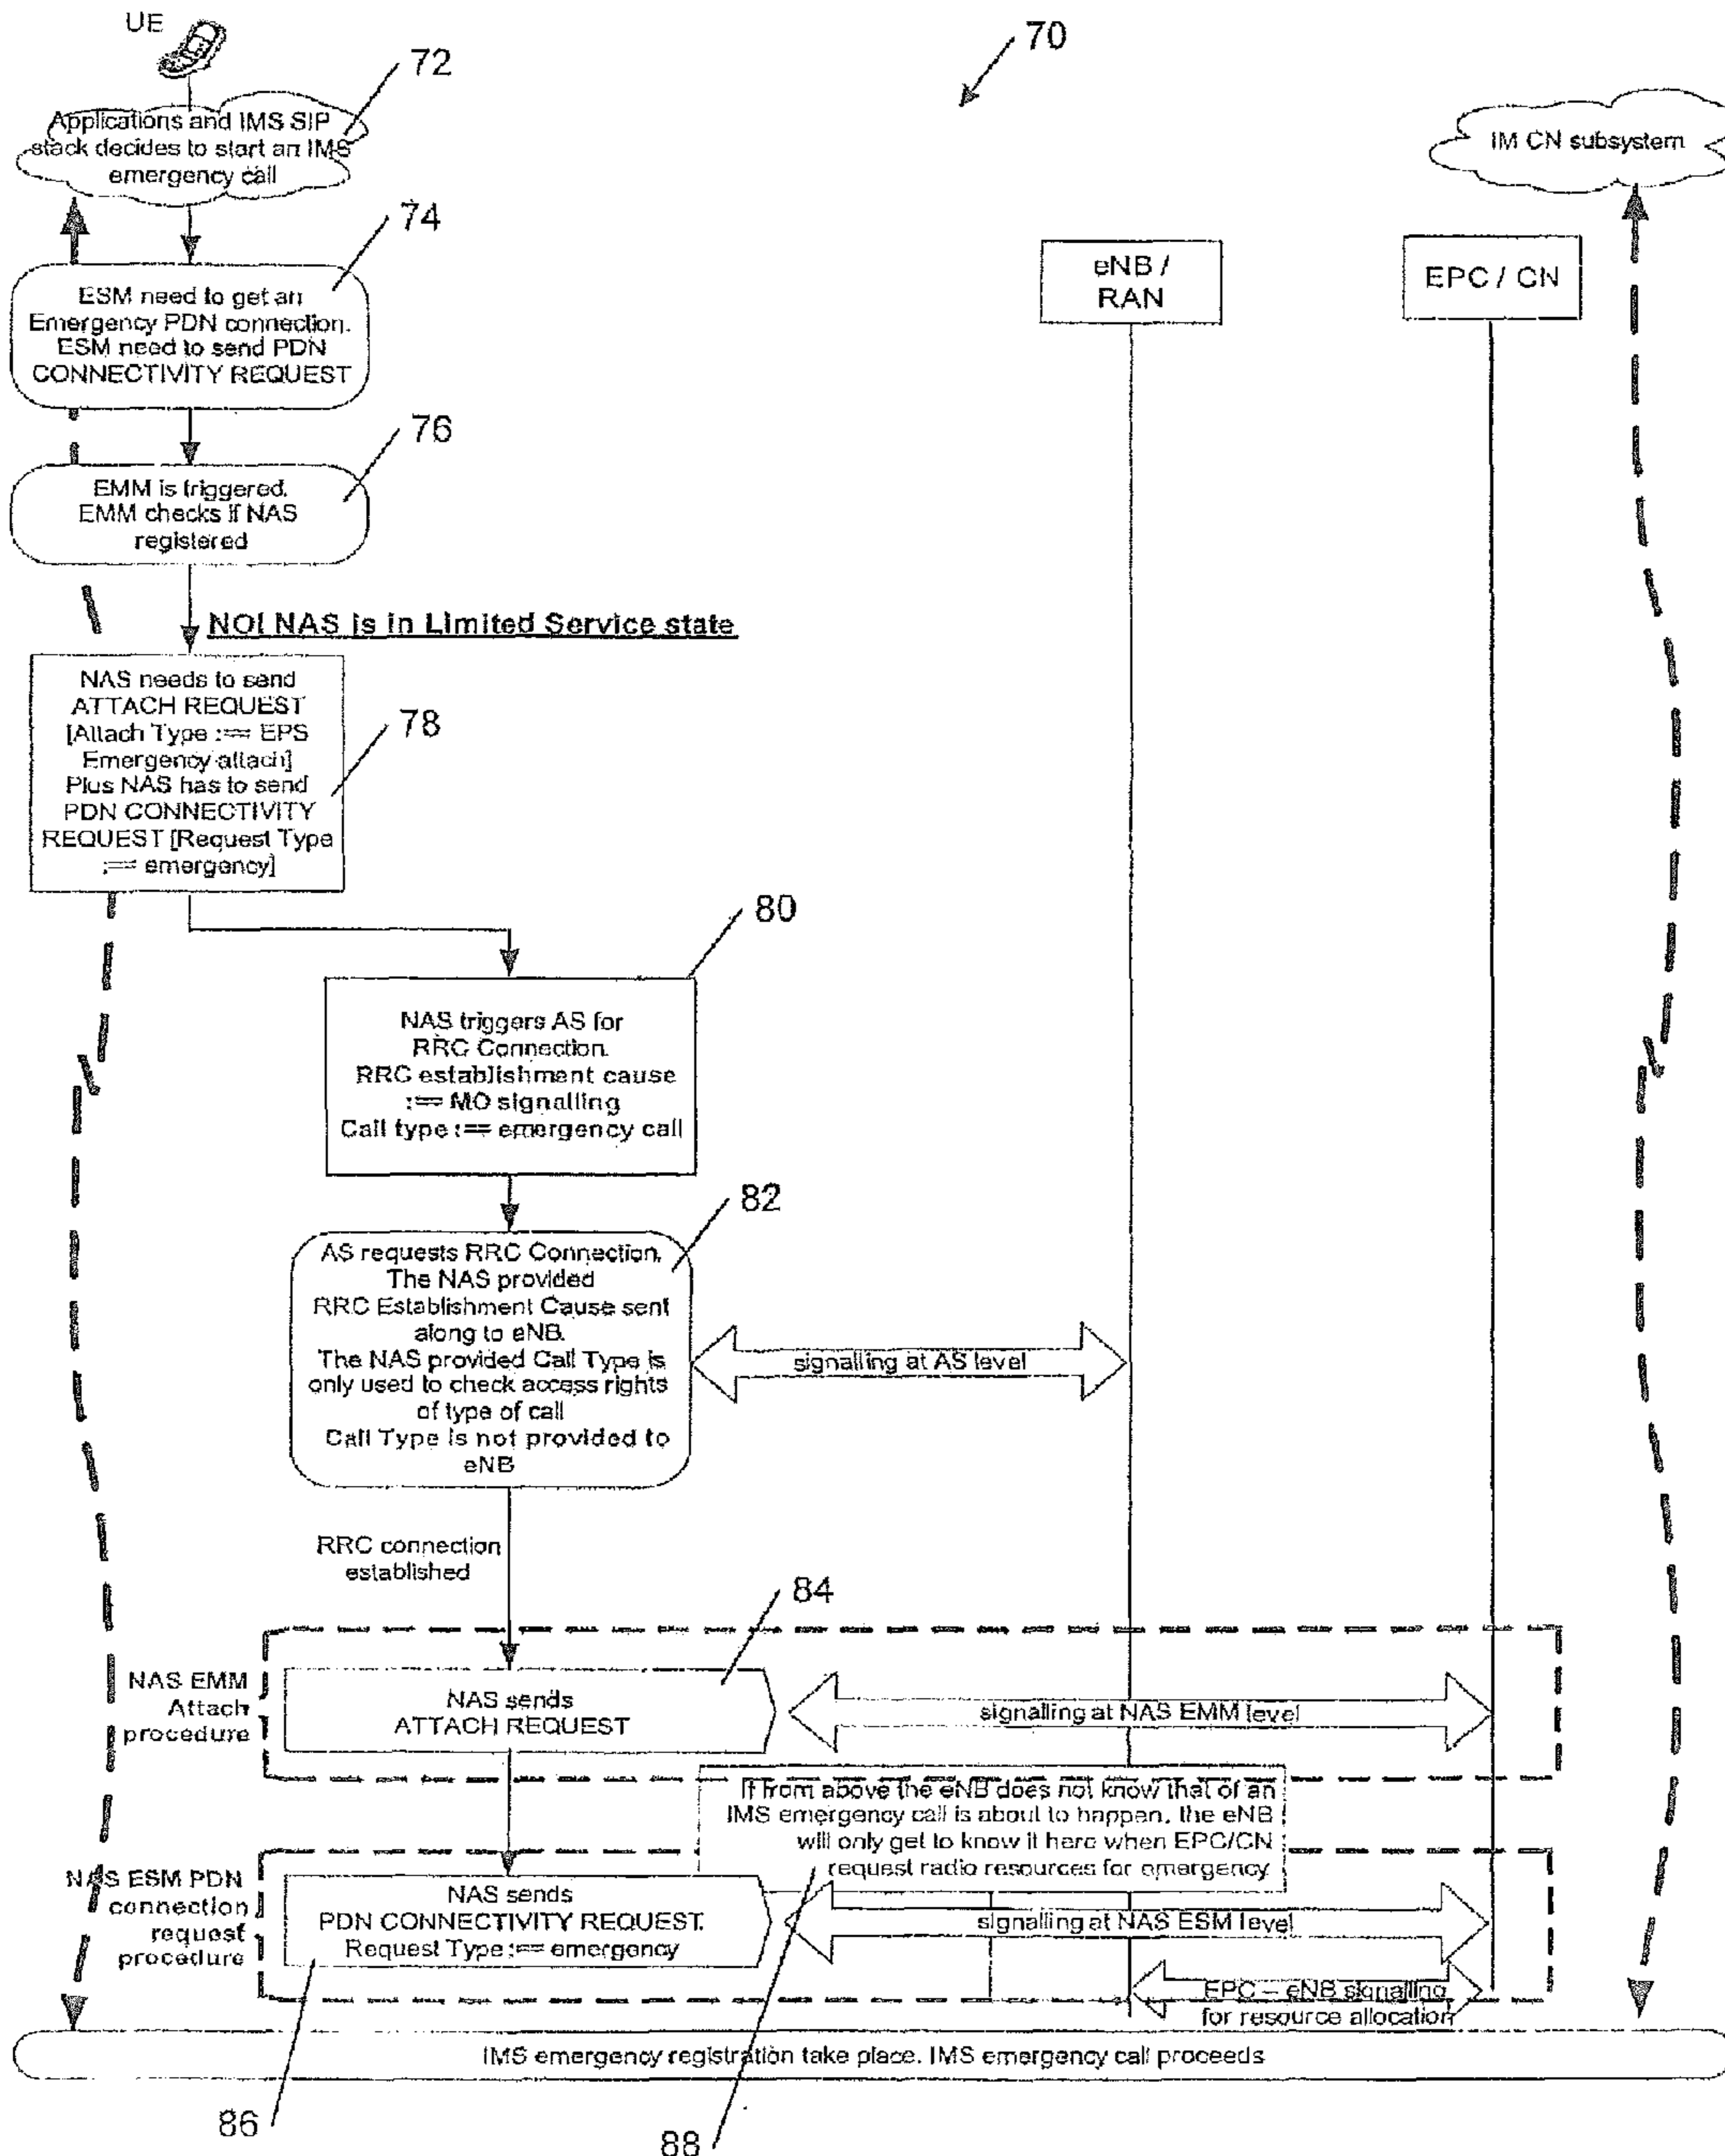 UE
70
72
Applications and IMS SIP
stack decides to start an IMS
emergency call
IM CN subsystem
74
eNB /
RAN
EPC / CN
ESM need to get an
Emergency PDN connection.
ESM need to send PDN
CONNECTIVITY REQUEST
76
EMM is triggered.
EMM checks if NAS
registered
NO! NAS is in Limited Service state
NAS needs to send
ATTACH REQUEST
[Attach Type :== EPS
Emergency attach]
Plus NAS has to send
PDN CONNECTIVITY
REQUEST [Request Type
:== emergency]
78
80
NAS triggers AS for
RRC Connection.
RRC establishment cause
:== MO signalling
Call type :== emergency call
82
AS requests RRC Connection.
The NAS provided
RRC Establishment Cause sent
along to eNB.
The NAS provided Call Type is
only used to check access rights
of type of call
Call Type is not provided to
eNB
signalling at AS level
RRC connection
established
84
NAS EMM
Attach
procedure
NAS sends
ATTACH REQUEST
signalling at NAS EMM level
If from above the eNB does not know that of an
IMS emergency call is about to happen, the eNB
will only get to know it here when EPC/CN
request radio resources for emergency
NAS ESM PDN
connection
request
procedure
NAS sends
PDN CONNECTIVITY REQUEST.
Request Type :== emergency
signalling at NAS ESM level
EPC – eNB signalling
for resource allocation
IMS emergency registration take place. IMS emergency call proceeds
86
88